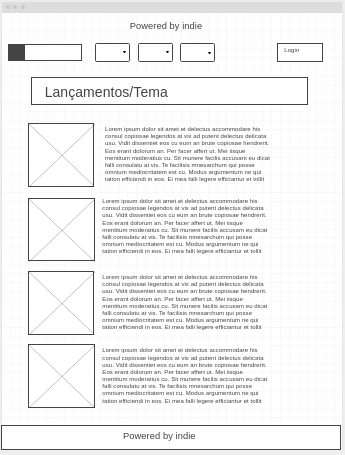 Powered by indie
Login
Lançamentos/Tema
Lorem ipsum dolor sit amet et delectus accommodare his
consul copiosae legendos at vix ad putent delectus delicata
usu. Vidit dissentiet eos cu eum an brute copiosae hendrerit.
Eos erant dolorum an. Per facer affert ut. Mei iisque
mentitum moderatius cu. Sit munere facilis accusam eu dicat
falli consulatu at vis. Te facilisis mnesarchum qui posse
omnium mediocritatem est cu. Modus argumentum ne qui
tation efficiendi in eos. Ei mea falli legere efficiantur et tollit
Lorem ipsum dolor sit amet et delectus accommodare his
consul copiosae legendos at vix ad putent delectus delicata
usu. Vidit dissentiet eos cu eum an brute copiosae hendrerit.
Eos erant dolorum an. Per facer affert ut. Mei iisque
mentitum moderatius cu. Sit munere facilis accusam eu dicat
falli consulatu at vis. Te facilisis mnesarchum qui posse
omnium mediocritatem est cu. Modus argumentum ne qui
tation efficiendi in eos. Ei mea falli legere efficiantur et tollit
Lorem ipsum dolor sit amet et delectus accommodare his
consul copiosae legendos at vix ad putent delectus delicata
usu. Vidit dissentiet eos cu eum an brute copiosae hendrerit.
Eos erant dolorum an. Per facer affert ut. Mei iisque
mentitum moderatius cu. Sit munere facilis accusam eu dicat
falli consulatu at vis. Te facilisis mnesarchum qui posse
omnium mediocritatem est cu. Modus argumentum ne qui
tation efficiendi in eos. Ei mea falli legere efficiantur et tollit
Lorem ipsum dolor sit amet et delectus accommodare his
consul copiosae legendos at vix ad putent delectus delicata
usu. Vidit dissentiet eos cu eum an brute copiosae hendrerit.
Eos erant dolorum an. Per facer affert ut. Mei iisque
mentitum moderatius cu. Sit munere facilis accusam eu dicat
falli consulatu at vis. Te facilisis mnesarchum qui posse
omnium mediocritatem est cu. Modus argumentum ne qui
tation efficiendi in eos. Ei mea falli legere efficiantur et tollit
Powered by indie